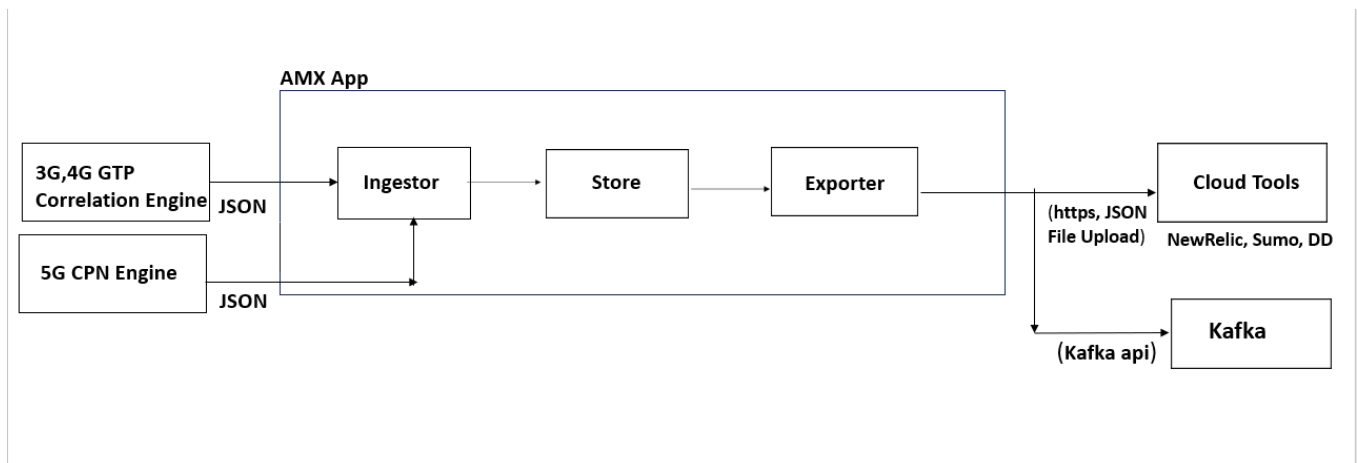 AMX App
3G,4G GTP
Correlation Engine
JSON
Ingestor
Store
Exporter
(https, JSON
File Upload)
Cloud Tools
NewRelic, Sumo, DD
5G CPN Engine
JSON
Kafka
(Kafka api)